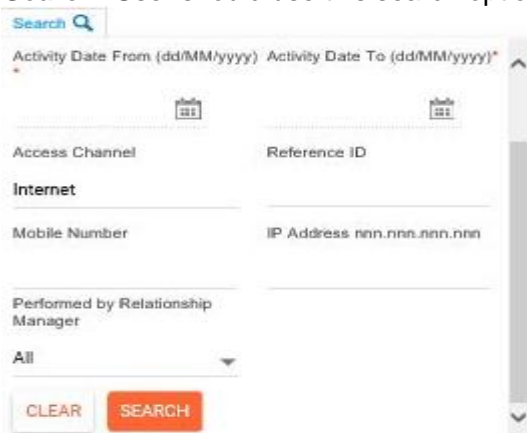 Search
Activity Date From (dd/MM/yyyy) Activity Date To (dd/MM/yyyy)*
*
Access Channel Reference ID
Internet
Mobile Number IP Address nnn.nnn.nnn.nnn
Performed by Relationship
Manager
All
CLEAR SEARCH